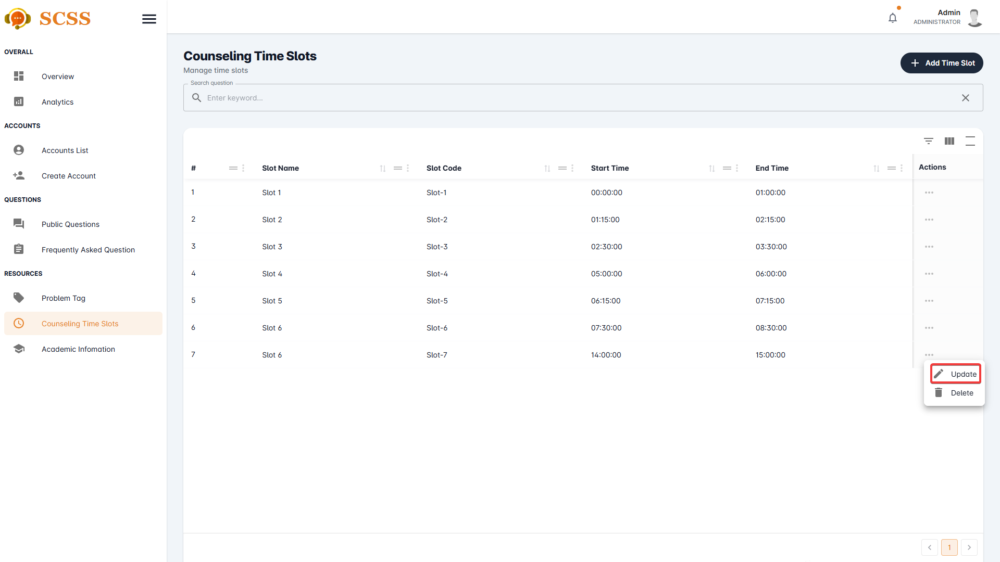 SCSS
Admin
ADMINISTRATOR
OVERALL
Overview
Analytics
ACCOUNTS
Accounts List
Create Account
QUESTIONS
Public Questions
Frequently Asked Question
RESOURCES
Problem Tag
Counseling Time Slots
Academic Infomation
Counseling Time Slots
Manage time slots
Add Time Slot
Search question
Enter keyword...
# Slot Name Slot Code Start Time End Time Actions
1 Slot 1 Slot-1 00:00:00 01:00:00
2 Slot 2 Slot-2 01:15:00 02:15:00
3 Slot 3 Slot-3 02:30:00 03:30:00
4 Slot 4 Slot-4 05:00:00 06:00:00
5 Slot 5 Slot-5 06:15:00 07:15:00
6 Slot 6 Slot-6 07:30:00 08:30:00
7 Slot 6 Slot-7 14:00:00 15:00:00
Update
Delete
1